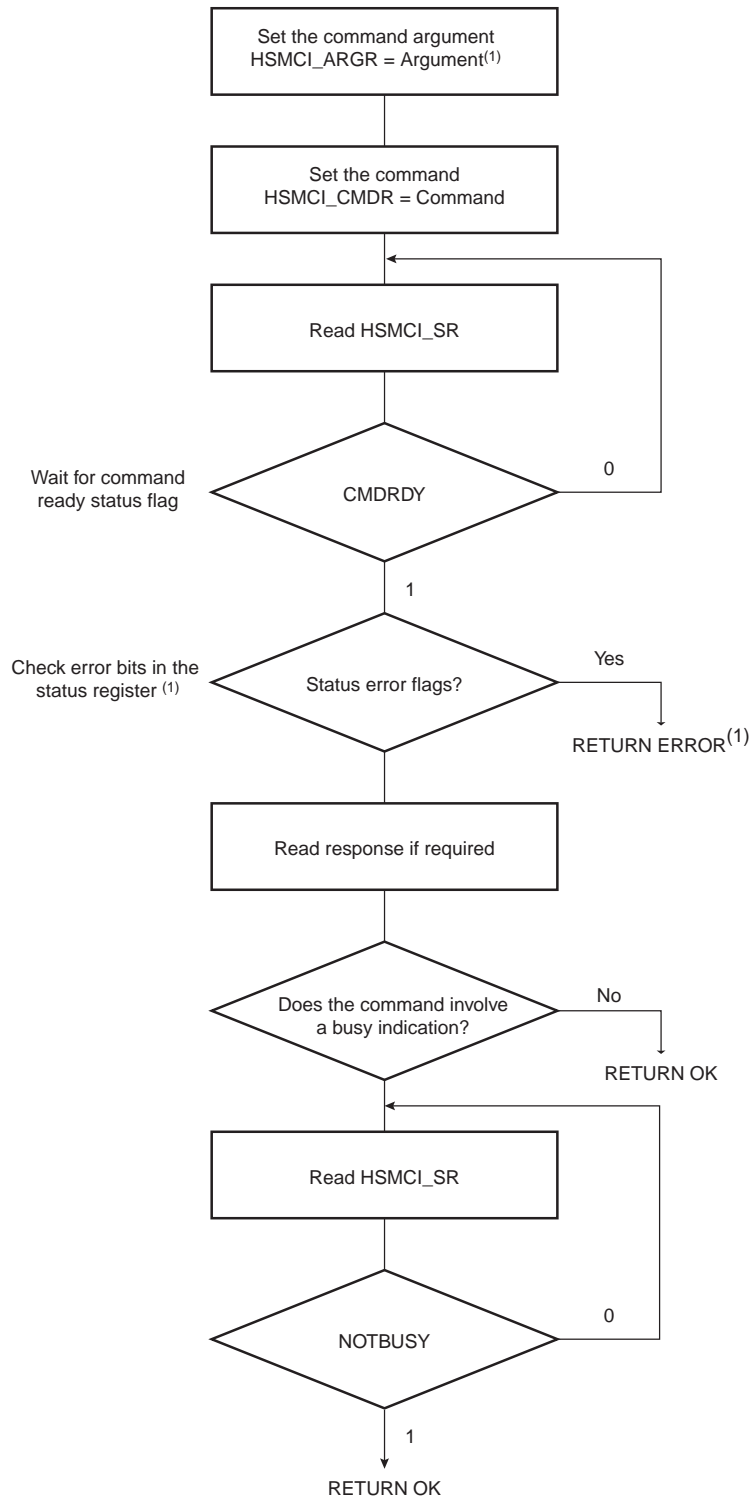 Set the command argument
HSMCI_ARGR = Argument(1)
Set the command
HSMCI_CMDR = Command
Read HSMCI_SR
Wait for command
ready status flag
CMDRDY
0
1
Check error bits in the
status register (1)
Status error flags?
Yes
RETURN ERROR(1)
Read response if required
Does the command involve
a busy indication?
No
RETURN OK
Read HSMCI_SR
NOTBUSY
0
1
RETURN OK